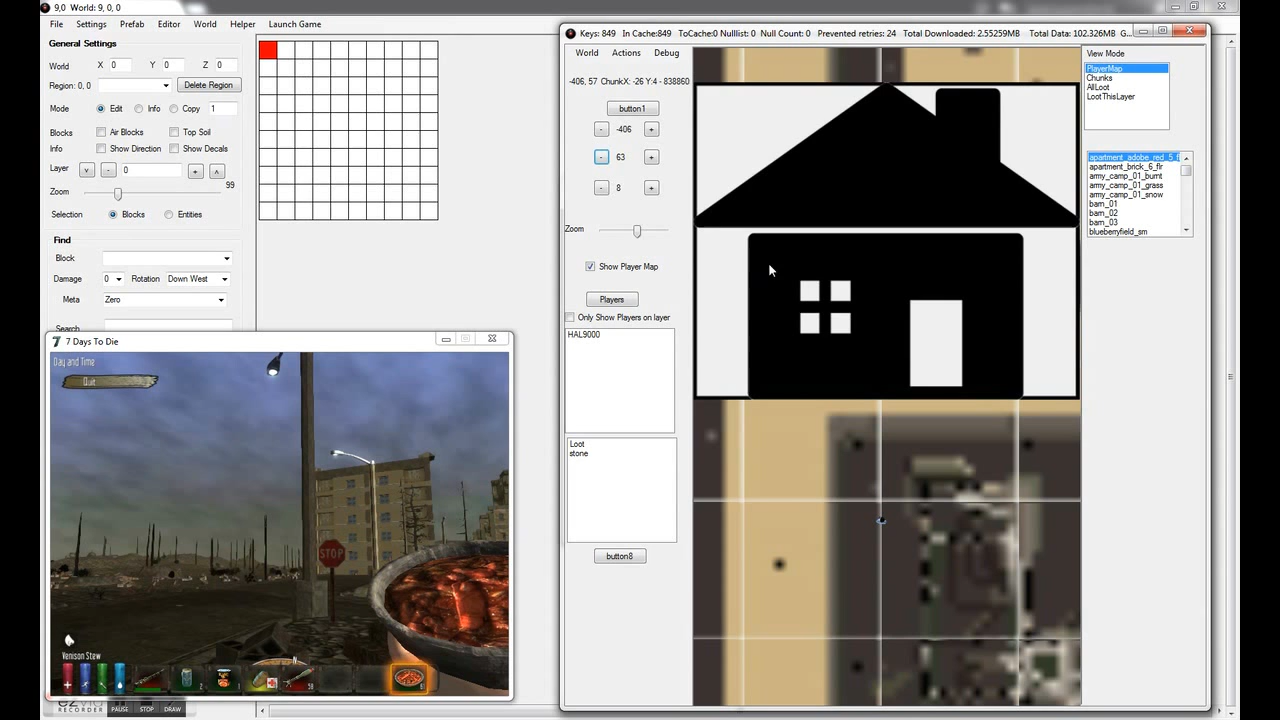 9,0 World: 9, 0, 0
File Settings Prefab Editor World Helper Launch Game
General Settings
World X 0 Y 0 Z 0
Region: 0, 0 Delete Region
Mode Edit Info Copy 1
Blocks Air Blocks Top Soil
Info Show Direction Show Decals
Layer v - 0 + ^
99
Zoom
Selection Blocks Entities
Find
Block
Damage 0 Rotation Down West
Meta Zero
Search
7 Days To Die
Day and Time
Quit
STOP
Venison Stew
N
2
58
ezvid
RECORDER PAUSE STOP DRAW
Keys: 849 In Cache:849 ToCache:0 Nulllist: 0 Null Count: 0 Prevented retries: 24 Total Downloaded: 2.55259MB Total Data: 102.326MB G...
World Actions Debug
-406, 57 ChunkX: -26 Y:4 - 838860
button1
- -406 +
- 63 +
- 8 +
Zoom
Show Player Map
Players
Only Show Players on layer
HAL9000
Loot
stone
button8
View Mode
PlayerMap
Chunks
AllLoot
LootThisLayer
apartment_adobe_red_5_f
apartment_brick_6_flr
army_camp_01_burnt
army_camp_01_grass
army_camp_01_snow
barn_01
barn_02
barn_03
blueberryfield_sm